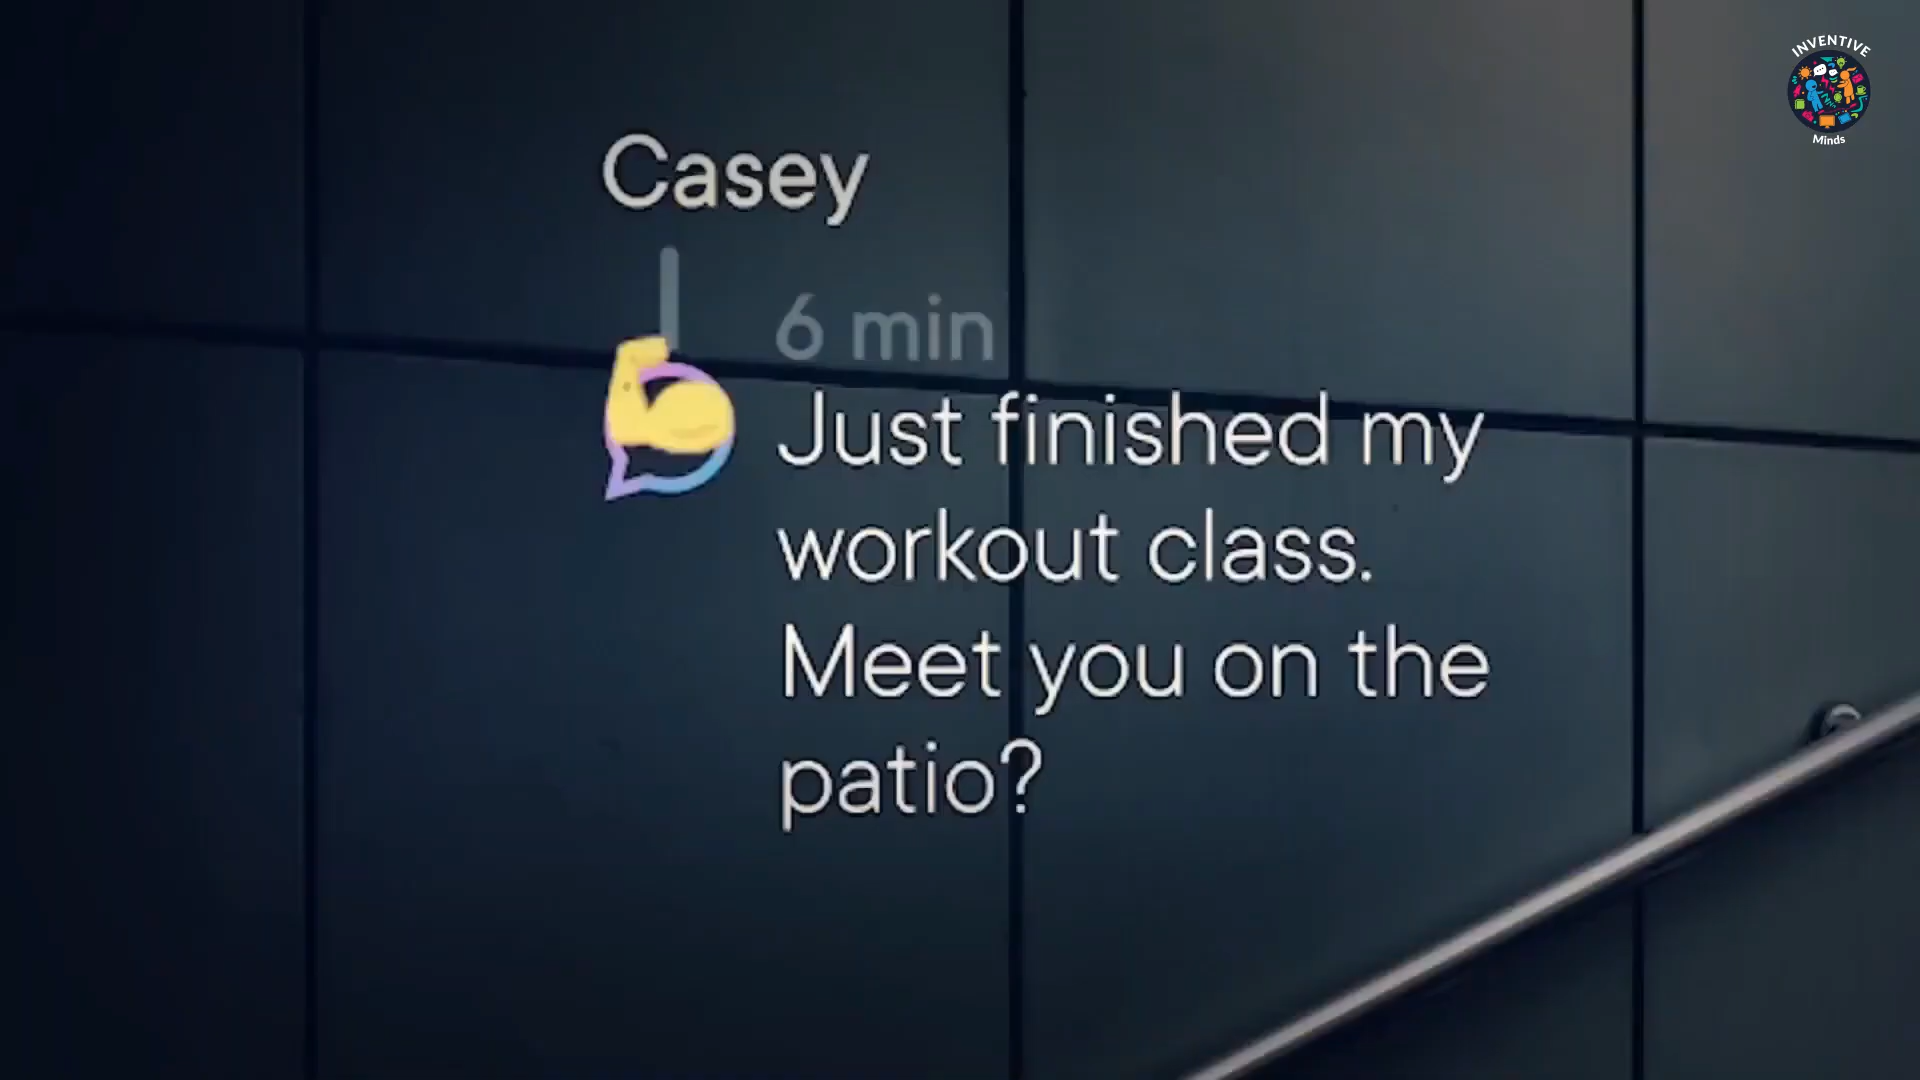 INVENTIVE
Minds
Casey
6 min
Just finished my
workout class.
Meet you on the
patio?